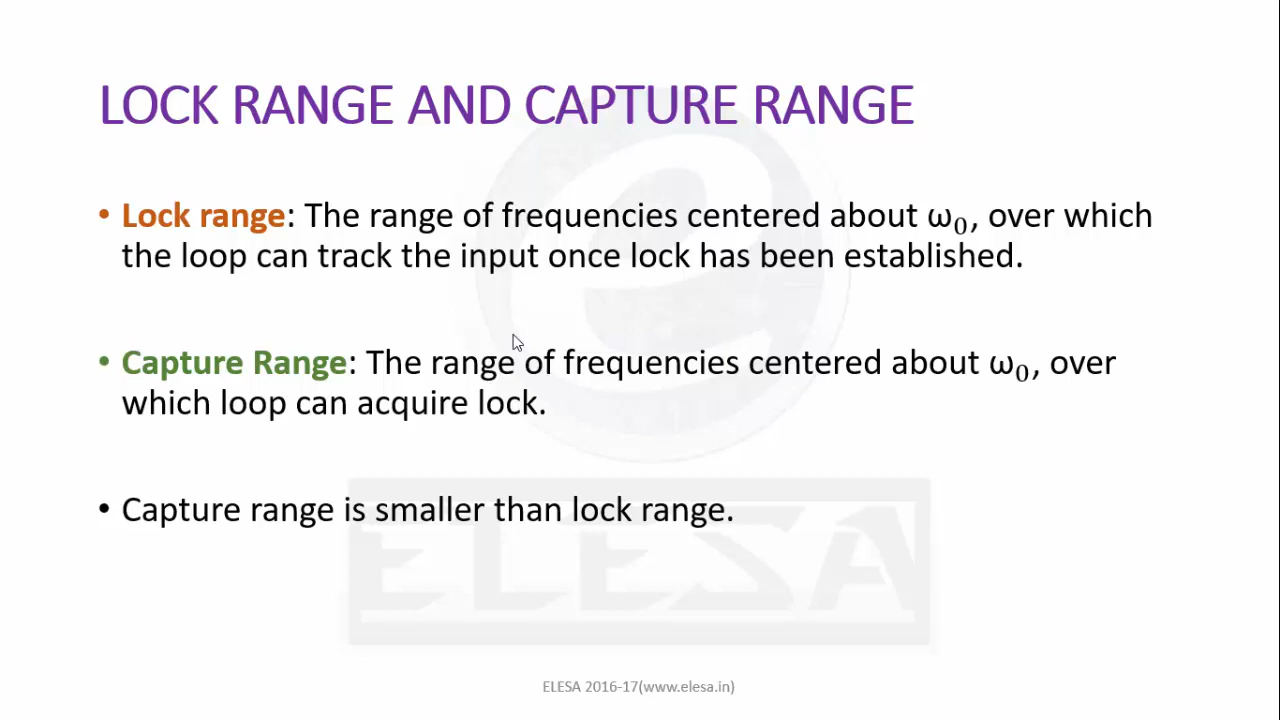 LOCK RANGE AND CAPTURE RANGE
• Lock range: The range of frequencies centered about ω₀, over which
the loop can track the input once lock has been established.
• Capture Range: The range of frequencies centered about ω₀, over
which loop can acquire lock.
• Capture range is smaller than lock range.
ELESA
ELESA 2016-17(www.elesa.in)